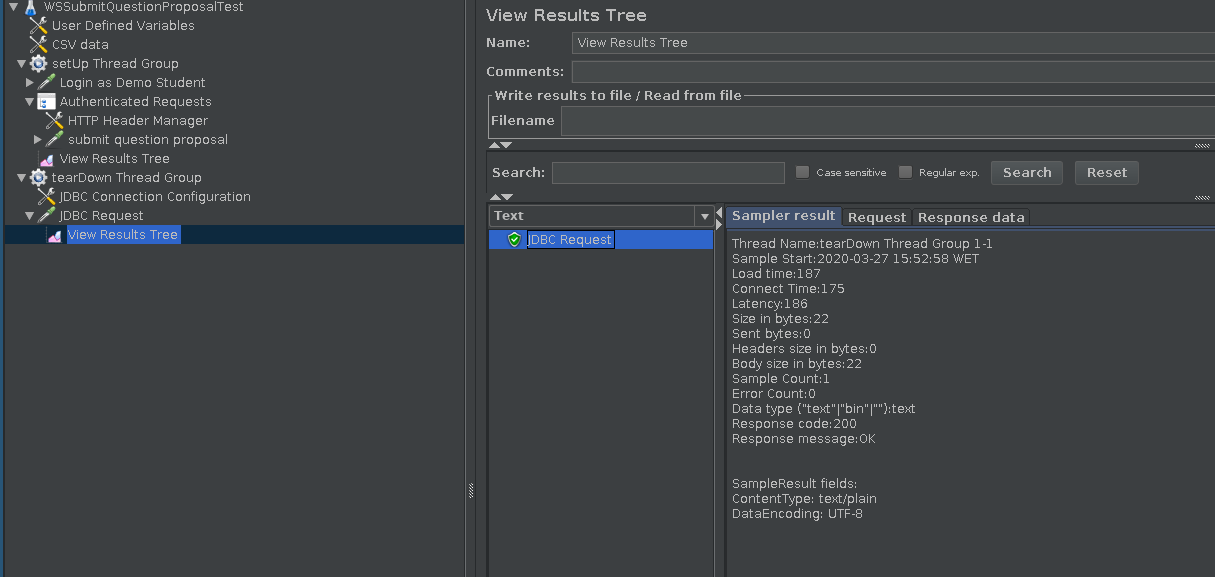 WSSubmitQuestionProposalTest
User Defined Variables
CSV data
setUp Thread Group
Login as Demo Student
Authenticated Requests
HTTP Header Manager
submit question proposal
View Results Tree
tearDown Thread Group
JDBC Connection Configuration
JDBC Request
View Results Tree
View Results Tree
Name: View Results Tree
Comments:
Write results to file / Read from file
Filename
Search: Case sensitive Regular exp. Search Reset
Text
JDBC Request
Sampler result Request Response data
Thread Name:tearDown Thread Group 1-1
Sample Start:2020-03-27 15:52:58 WET
Load time:187
Connect Time:175
Latency:186
Size in bytes:22
Sent bytes:0
Headers size in bytes:0
Body size in bytes:22
Sample Count:1
Error Count:0
Data type ("text"|"bin"|""):text
Response code:200
Response message:OK
SampleResult fields:
ContentType: text/plain
DataEncoding: UTF-8